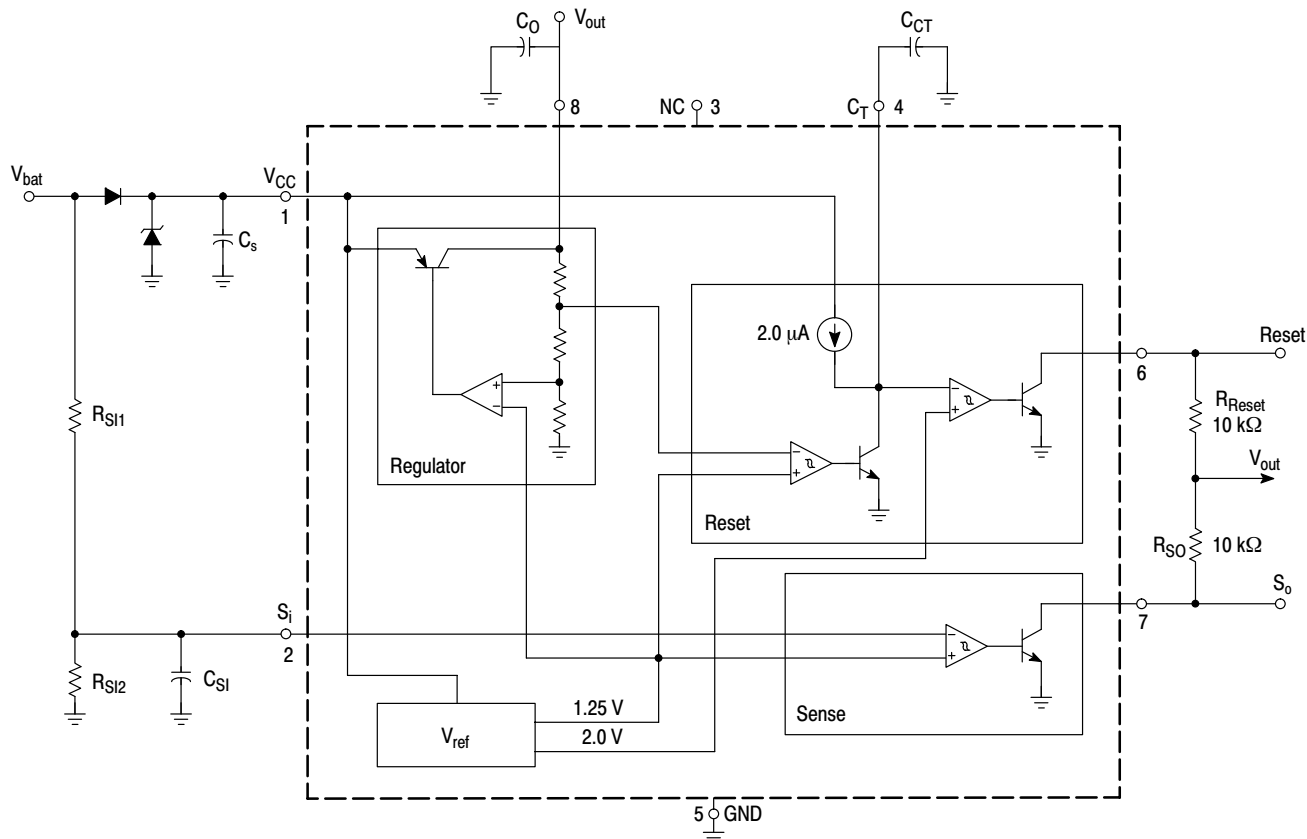 C_O
V_out
C_CT
8
NC
3
C_T
4
V_bat
V_CC
1
C_s
2.0 μA
Reset
6
R_SI1
R_Reset
10 kΩ
+
−
−
+
−
+
Regulator
V_out
Reset
R_SO
10 kΩ
S_i
S_o
2
7
−
+
R_SI2
C_SI
1.25 V
Sense
V_ref
2.0 V
5
GND